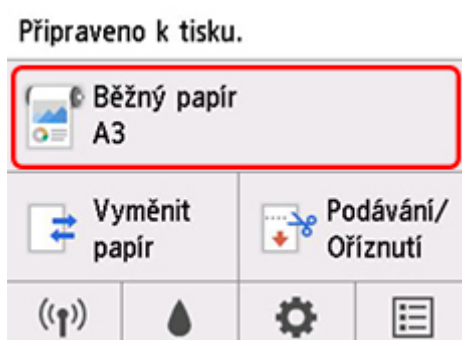 Připraveno k tisku.
Běžný papír
A3
Vyměnit
papír
Podávání/
Oříznutí